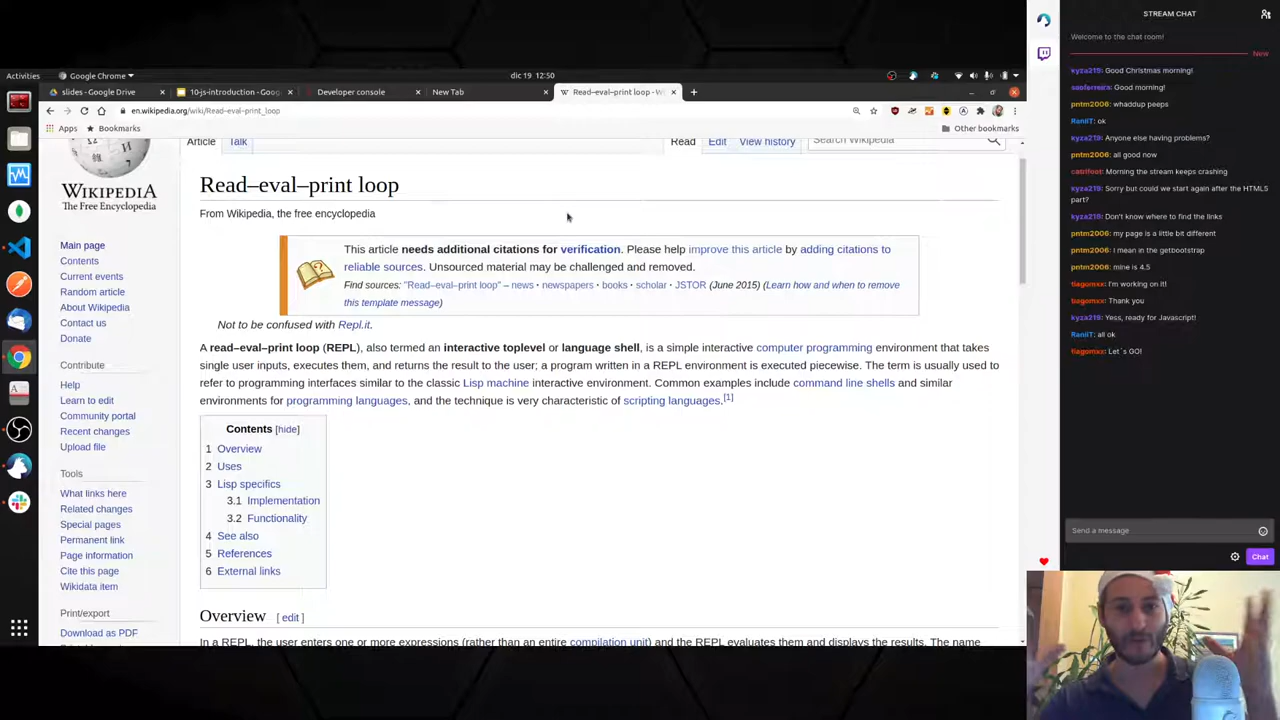 Activities
Google Chrome
dic 19 12:50
slides - Google Drive
10-js-introduction - Goog
Developer console
New Tab
Read–eval–print loop - Wi
en.wikipedia.org/wiki/Read-eval–print_loop
Apps
Bookmarks
Other bookmarks
WIKIPEDIA
The Free Encyclopedia
Main page
Contents
Current events
Random article
About Wikipedia
Contact us
Donate
Contribute
Help
Learn to edit
Community portal
Recent changes
Upload file
Tools
What links here
Related changes
Special pages
Permanent link
Page information
Cite this page
Wikidata item
Print/export
Download as PDF
Article
Talk
Read
Edit
View history
Search Wikipedia
Read–eval–print loop
From Wikipedia, the free encyclopedia
This article needs additional citations for verification. Please help improve this article by adding citations to
reliable sources. Unsourced material may be challenged and removed.
Find sources: "Read–eval–print loop" – news · newspapers · books · scholar · JSTOR (June 2015) (Learn how and when to remove
this template message)
Not to be confused with Repl.it.
A read–eval–print loop (REPL), also termed an interactive toplevel or language shell, is a simple interactive computer programming environment that takes
single user inputs, executes them, and returns the result to the user; a program written in a REPL environment is executed piecewise. The term is usually used to
refer to programming interfaces similar to the classic Lisp machine interactive environment. Common examples include command line shells and similar
environments for programming languages, and the technique is very characteristic of scripting languages.[1]
Contents [hide]
1 Overview
2 Uses
3 Lisp specifics
3.1 Implementation
3.2 Functionality
4 See also
5 References
6 External links
Overview [ edit ]
In a REPL, the user enters one or more expressions (rather than an entire compilation unit) and the REPL evaluates them and displays the results. The name
STREAM CHAT
Welcome to the chat room!
New
kyza219: Good Christmas morning!
Good morning!
pntm2006: whaddup peeps
RaniIT: ok
kyza219: Anyone else having problems?
pntm2006: all good now
Morning the stream keeps crashing
kyza219: Sorry but could we start again after the HTML5
part?
kyza219: Don't know where to find the links
pntm2006: my page is a little bit different
pntm2006: I mean in the getbootstrap
pntm2006: mine is 4.5
tiagomxx: I'm working on it!
tiagomxx: Thank you
kyza219: Yess, ready for Javascript!
RaniIT: all ok
tiagomxx: Let´s GO!
Send a message
Chat